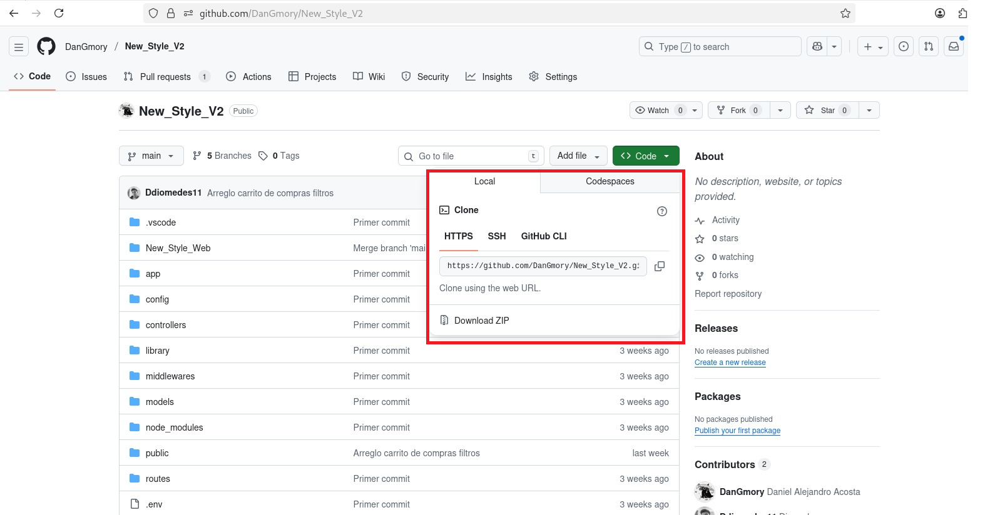 github.com/DanGmory/New_Style_V2
DanGmory / New_Style_V2
Type / to search
Code Issues Pull requests 1 Actions Projects Wiki Security Insights Settings
New_Style_V2 Public
Watch 0 Fork 0 Star 0
main 5 Branches 0 Tags Go to file t Add file Code
Ddiomedes11 Arreglo carrito de compras filtros
.vscode Primer commit
New_Style_Web Merge branch 'mai
app Primer commit
config Primer commit
controllers Primer commit
library Primer commit 3 weeks ago
middlewares Primer commit 3 weeks ago
models Primer commit 3 weeks ago
node_modules Primer commit 3 weeks ago
public Arreglo carrito de compras filtros last week
routes Primer commit 3 weeks ago
.env Primer commit 3 weeks ago
Local Codespaces
Clone
HTTPS SSH GitHub CLI
https://github.com/DanGmory/New_Style_V2.gi
Clone using the web URL.
Download ZIP
About
No description, website, or topics
provided.
Activity
0 stars
0 watching
0 forks
Report repository
Releases
No releases published
Create a new release
Packages
No packages published
Publish your first package
Contributors 2
DanGmory Daniel Alejandro Acosta